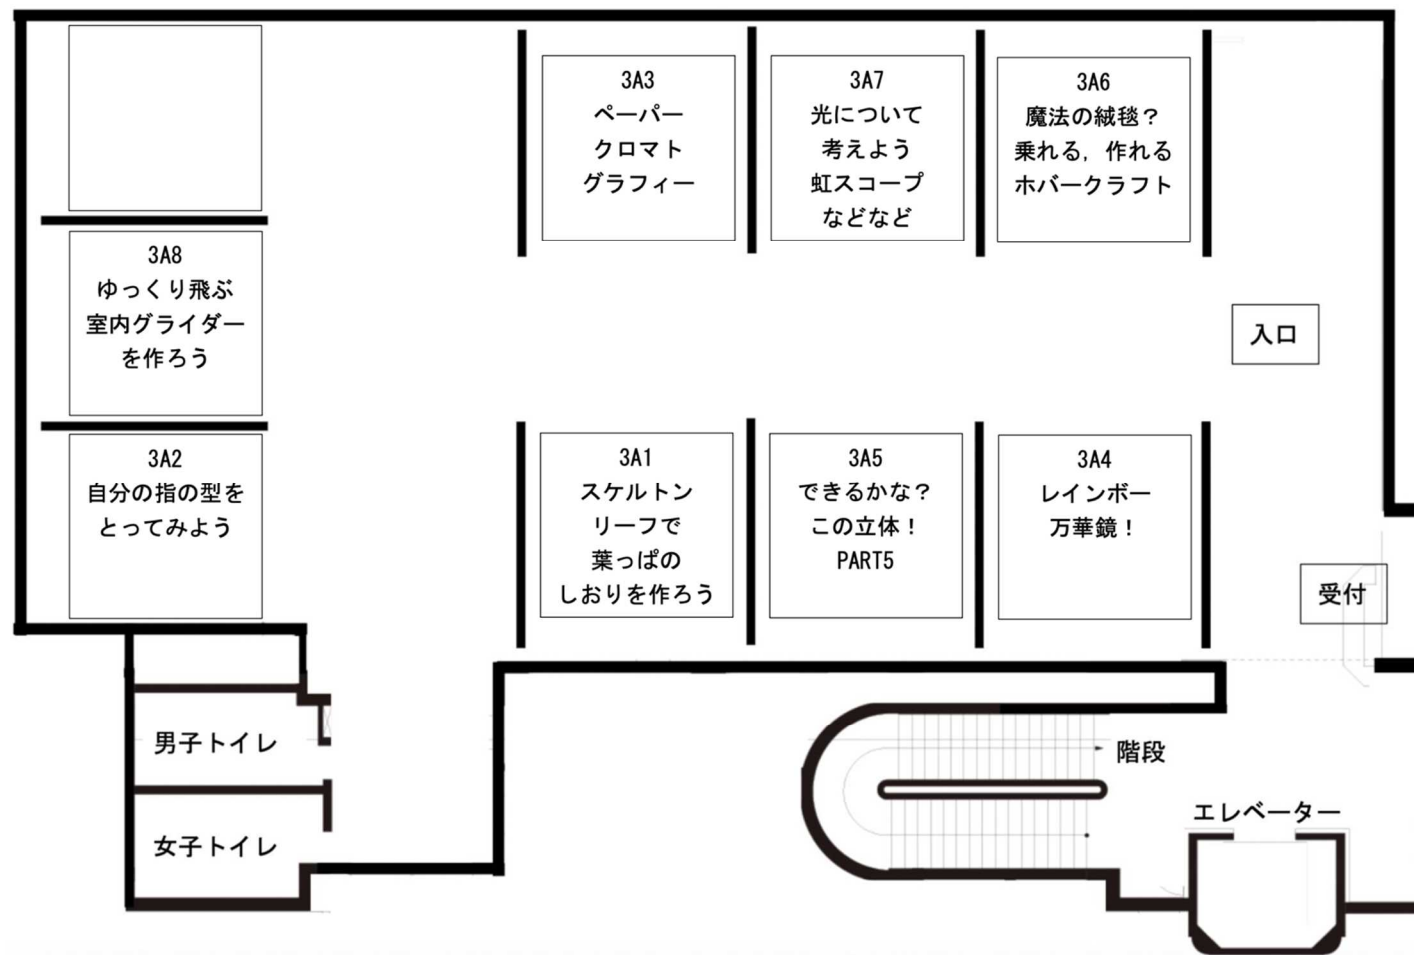 3A3
ペーパー
クロマト
グラフィー
3A7
光について
考えよう
虹スコープ
などなど
3A6
魔法の絨毯？
乗れる，作れる
ホバークラフト
3A8
ゆっくり飛ぶ
室内グライダー
を作ろう
入口
3A2
自分の指の型を
とってみよう
3A1
スケルトン
リーフで
葉っぱの
しおりを作ろう
3A5
できるかな？
この立体！
PART5
3A4
レインボー
万華鏡！
受付
男子トイレ
女子トイレ
階段
エレベーター